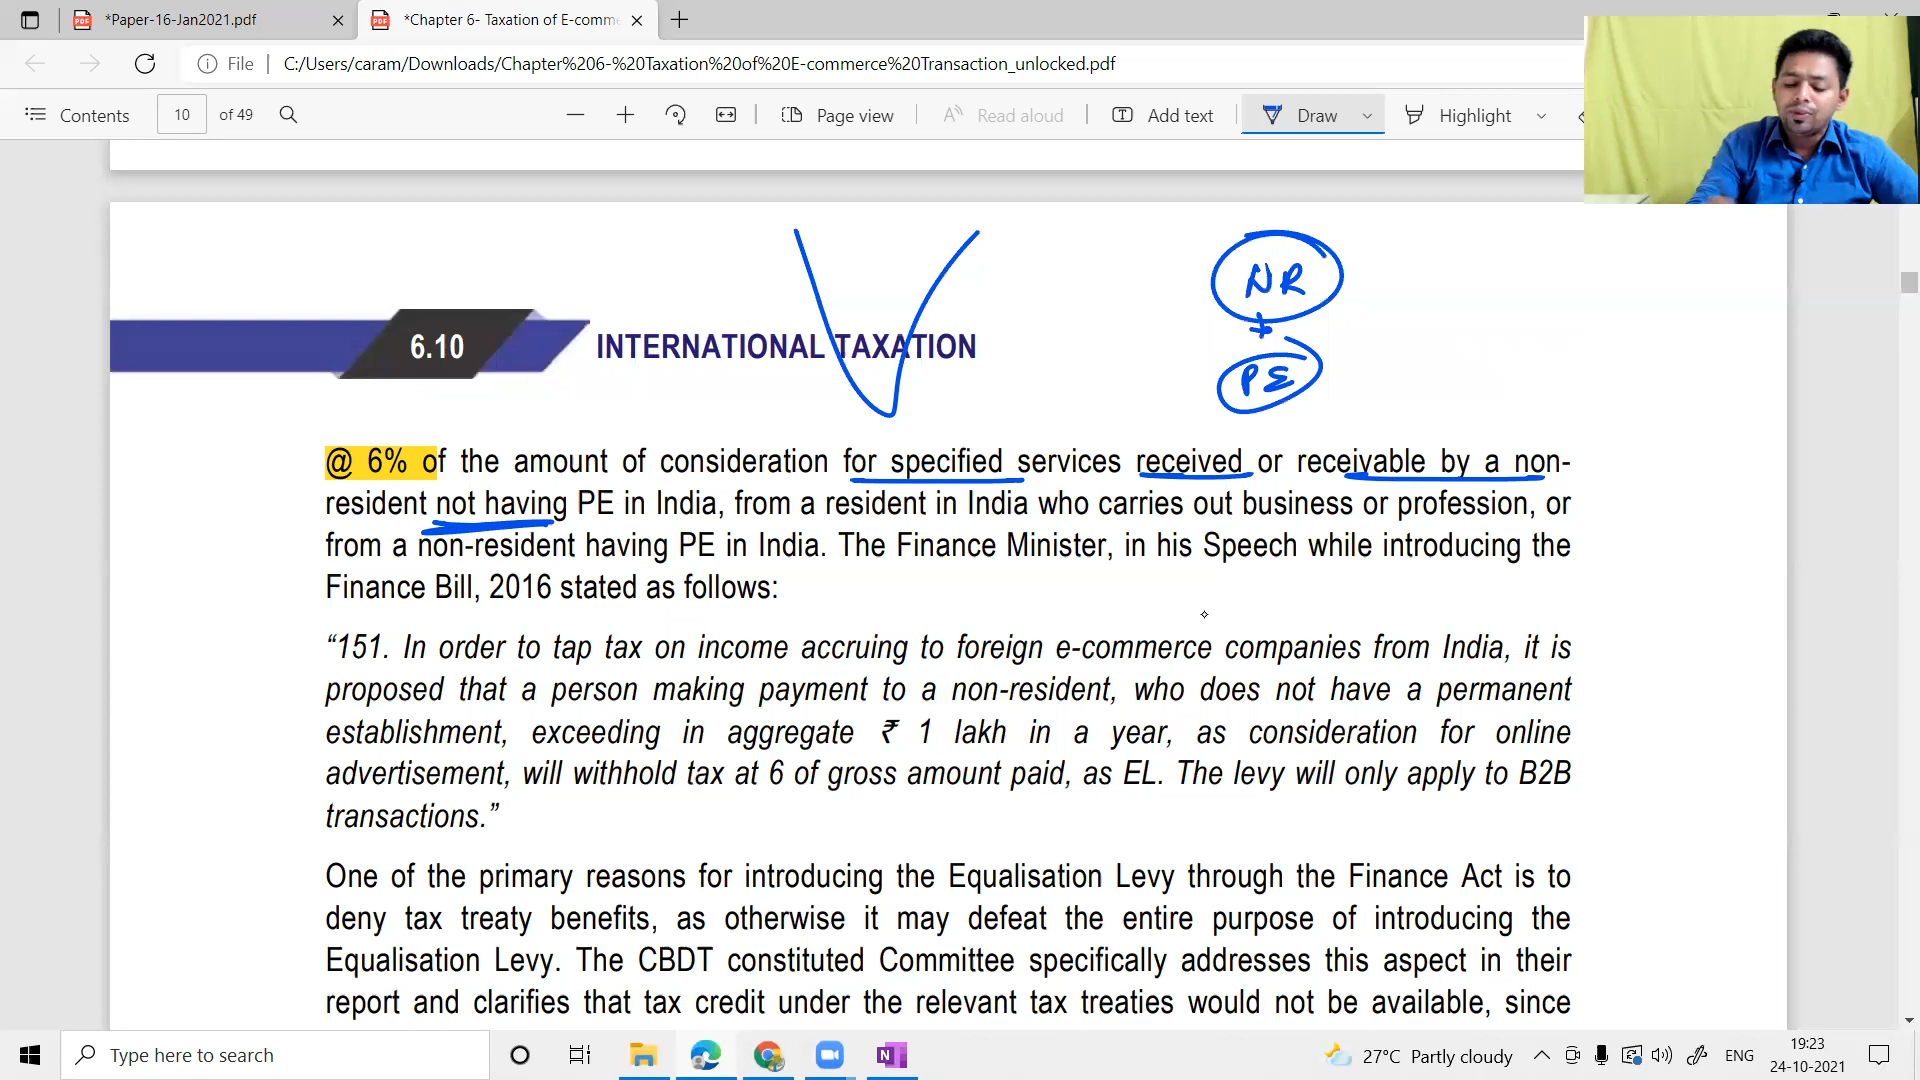 *Paper-16-Jan2021.pdf
*Chapter 6- Taxation of E-comme
File
C:/Users/caram/Downloads/Chapter%206-%20Taxation%20of%20E-commerce%20Transaction_unlocked.pdf
Contents
10
of 49
Page view
Read aloud
Add text
Draw
Highlight
NR
+
PE
6.10
INTERNATIONAL TAXATION
@ 6% of the amount of consideration for specified services received or receivable by a non-
resident not having PE in India, from a resident in India who carries out business or profession, or
from a non-resident having PE in India. The Finance Minister, in his Speech while introducing the
Finance Bill, 2016 stated as follows:
“151. In order to tap tax on income accruing to foreign e-commerce companies from India, it is
proposed that a person making payment to a non-resident, who does not have a permanent
establishment, exceeding in aggregate ₹ 1 lakh in a year, as consideration for online
advertisement, will withhold tax at 6 of gross amount paid, as EL. The levy will only apply to B2B
transactions.”
One of the primary reasons for introducing the Equalisation Levy through the Finance Act is to
deny tax treaty benefits, as otherwise it may defeat the entire purpose of introducing the
Equalisation Levy. The CBDT constituted Committee specifically addresses this aspect in their
report and clarifies that tax credit under the relevant tax treaties would not be available, since
Type here to search
27°C Partly cloudy
ENG
19:23
24-10-2021